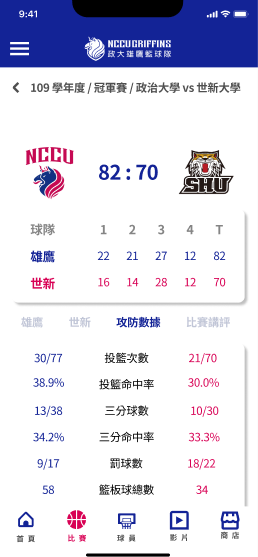 9:41
NCCU GRIFFINS
政大雄鷹籃球隊
109 學年度 / 冠軍賽 / 政治大學 vs 世新大學
NCCU
82 : 70
SHU
球隊 1 2 3 4 T
雄鷹 22 21 27 12 82
世新 16 14 28 12 70
雄鷹 世新 攻防數據 比賽講評
30/77 投籃次數 21/70
38.9% 投籃命中率 30.0%
13/38 三分球數 10/30
34.2% 三分命中率 33.3%
9/17 罰球數 18/22
58 籃板球總數 34
首頁 比賽 球員 影片 商店